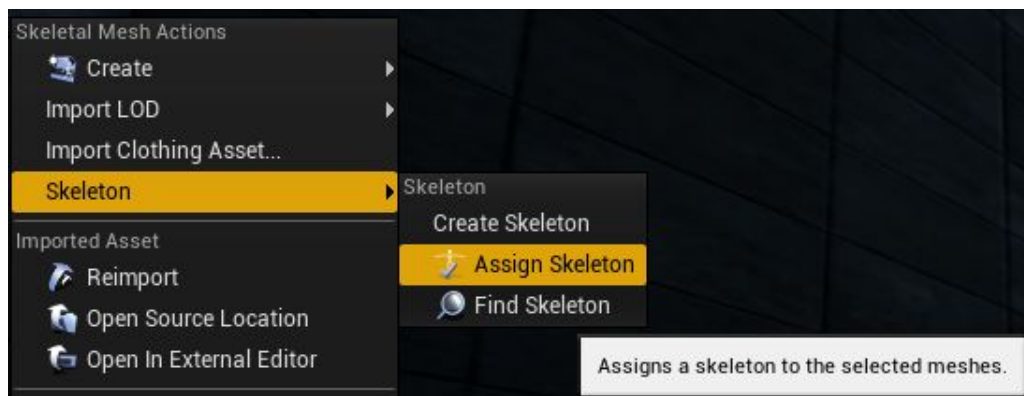 Skeletal Mesh Actions
Create
Import LOD
Import Clothing Asset...
Skeleton
Imported Asset
Reimport
Open Source Location
Open In External Editor
Skeleton
Create Skeleton
Assign Skeleton
Find Skeleton
Assigns a skeleton to the selected meshes.